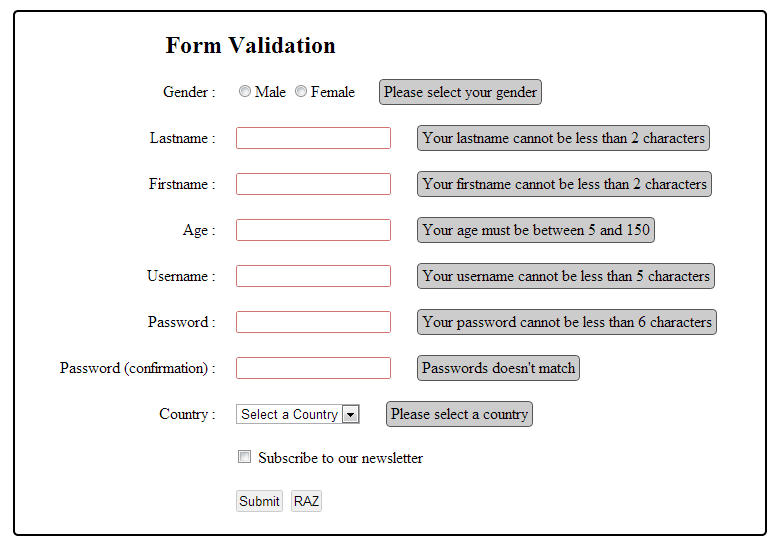 Form Validation
Gender : Male Female Please select your gender
Lastname : Your lastname cannot be less than 2 characters
Firstname : Your firstname cannot be less than 2 characters
Age : Your age must be between 5 and 150
Username : Your username cannot be less than 5 characters
Password : Your password cannot be less than 6 characters
Password (confirmation) : Passwords doesn't match
Country : Select a Country Please select a country
Subscribe to our newsletter
Submit RAZ